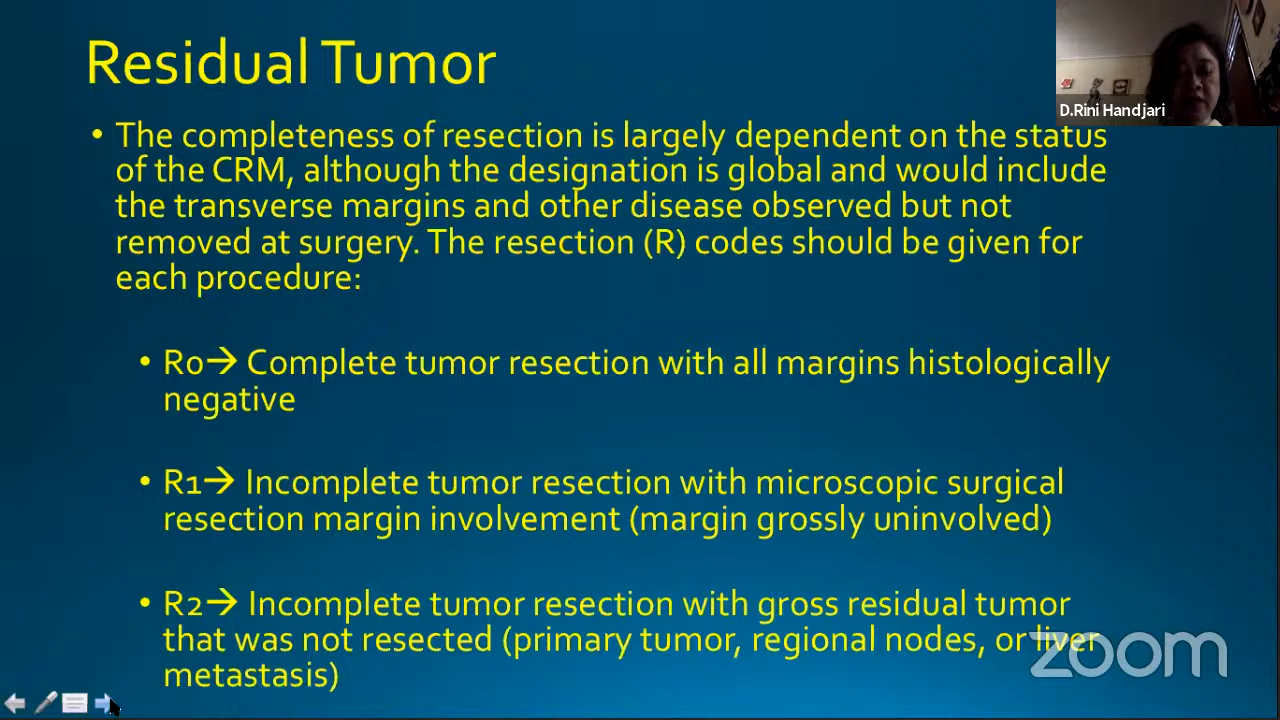 Residual Tumor
D.Rini Handjari
• The completeness of resection is largely dependent on the status
of the CRM, although the designation is global and would include
the transverse margins and other disease observed but not
removed at surgery. The resection (R) codes should be given for
each procedure:
• R0→ Complete tumor resection with all margins histologically
negative
• R1→ Incomplete tumor resection with microscopic surgical
resection margin involvement (margin grossly uninvolved)
• R2→ Incomplete tumor resection with gross residual tumor
that was not resected (primary tumor, regional nodes, or liver
metastasis)
zoom